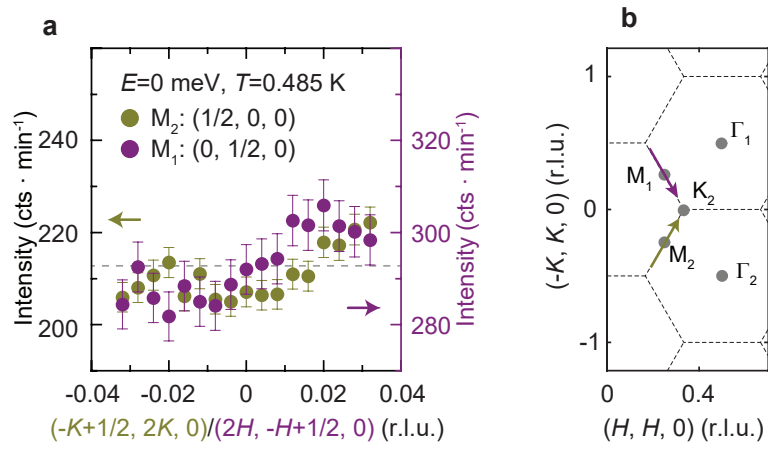 a
E=0 meV, T=0.485 K
M₂: (1/2, 0, 0)
M₁: (0, 1/2, 0)
Intensity (cts · min⁻¹)
240
220
200
320
300
280
Intensity (cts · min⁻¹)
-0.04 -0.02 0 0.02 0.04
(-K+1/2, 2K, 0)/(2H, -H+1/2, 0) (r.l.u.)
b
(-K, K, 0) (r.l.u.)
1
0
-1
Γ₁
M₁
K₂
M₂
Γ₂
0 0.4
(H, H, 0) (r.l.u.)